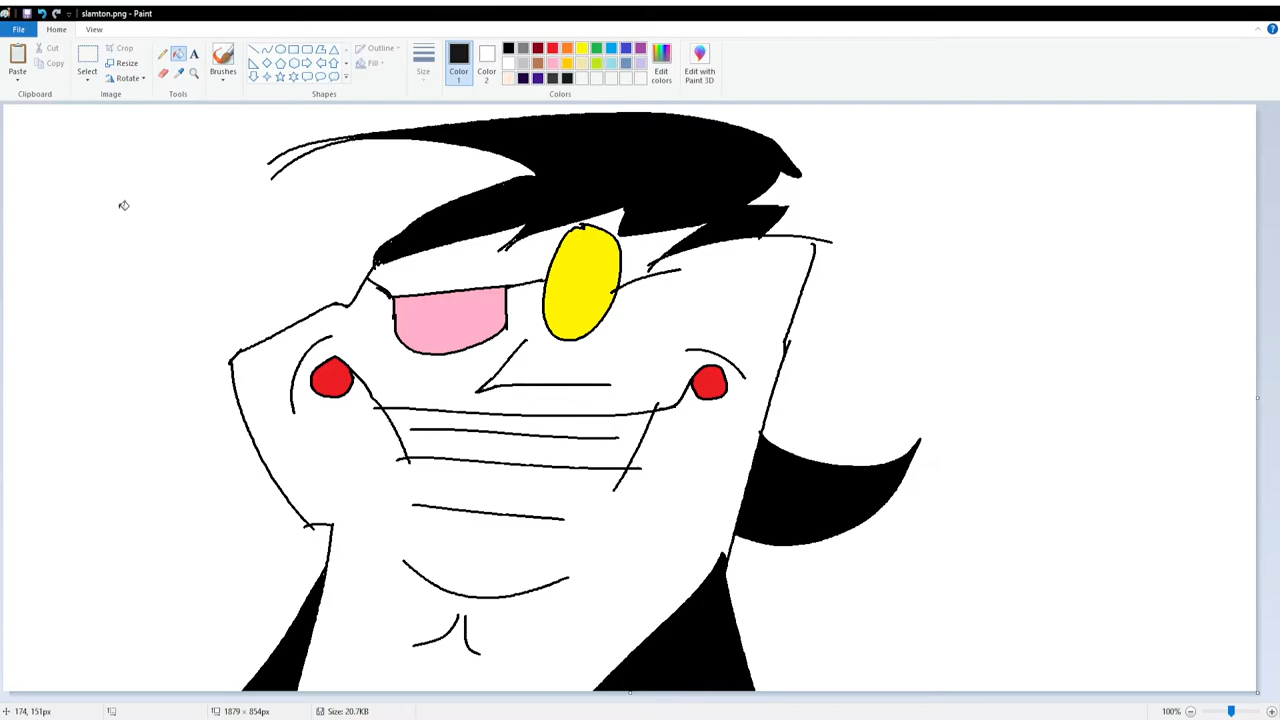 slamton.png - Paint
File Home View
Paste
Cut
Copy
Clipboard
Select
Crop
Resize
Rotate
Image
A
Tools
Brushes
Shapes
Outline
Fill
Size
Color 1
Color 2
Edit colors
Colors
Edit with Paint 3D
174, 151px
1879 × 854px
Size: 20.7KB
100%